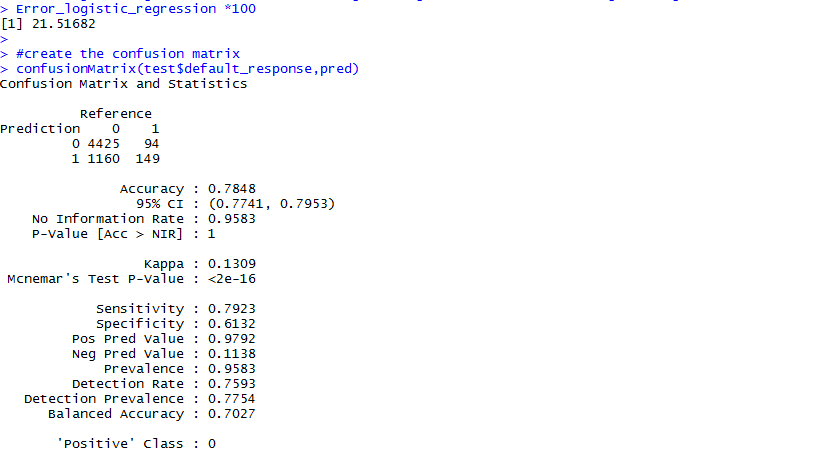 > Error_logistic_regression *100
[1] 21.51682
>
> #create the confusion matrix
> confusionMatrix(test$default_response,pred)
Confusion Matrix and Statistics
Reference
Prediction 0 1
0 4425 94
1 1160 149
Accuracy : 0.7848
95% CI : (0.7741, 0.7953)
No Information Rate : 0.9583
P-Value [Acc > NIR] : 1
Kappa : 0.1309
Mcnemar's Test P-Value : <2e-16
Sensitivity : 0.7923
Specificity : 0.6132
Pos Pred Value : 0.9792
Neg Pred Value : 0.1138
Prevalence : 0.9583
Detection Rate : 0.7593
Detection Prevalence : 0.7754
Balanced Accuracy : 0.7027
'Positive' Class : 0